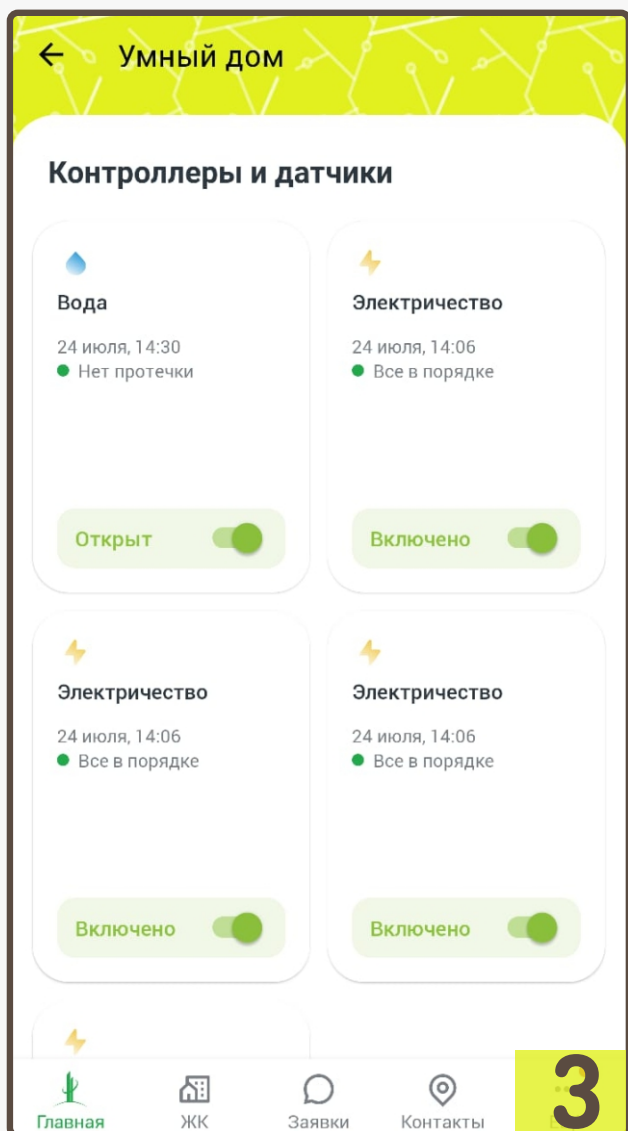 Умный дом
Контроллеры и датчики
Вода
24 июля, 14:30
Нет протечки
Открыт
Электричество
24 июля, 14:06
Все в порядке
Включено
Электричество
24 июля, 14:06
Все в порядке
Включено
Электричество
24 июля, 14:06
Все в порядке
Включено
Главная
ЖК
Заявки
Контакты
3